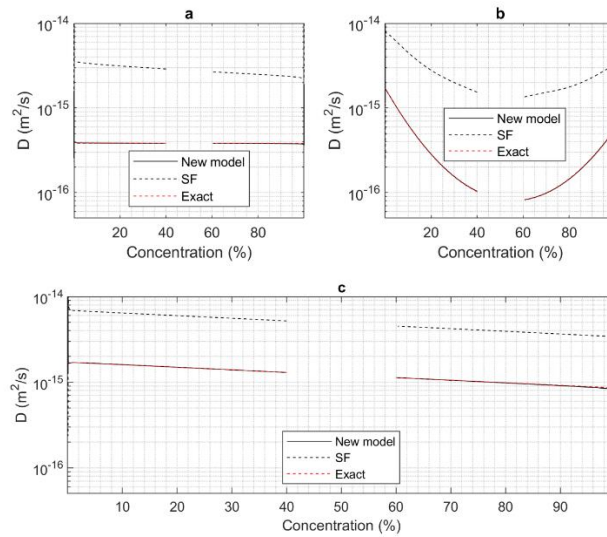 a
10⁻¹⁴
10⁻¹⁵
10⁻¹⁶
D (m²/s)
New model
SF
Exact
20 40 60 80
Concentration (%)
b
10⁻¹⁴
10⁻¹⁵
10⁻¹⁶
D (m²/s)
New model
SF
Exact
20 40 60 80
Concentration (%)
c
10⁻¹⁴
10⁻¹⁵
10⁻¹⁶
D (m²/s)
New model
SF
Exact
10 20 30 40 50 60 70 80 90
Concentration (%)